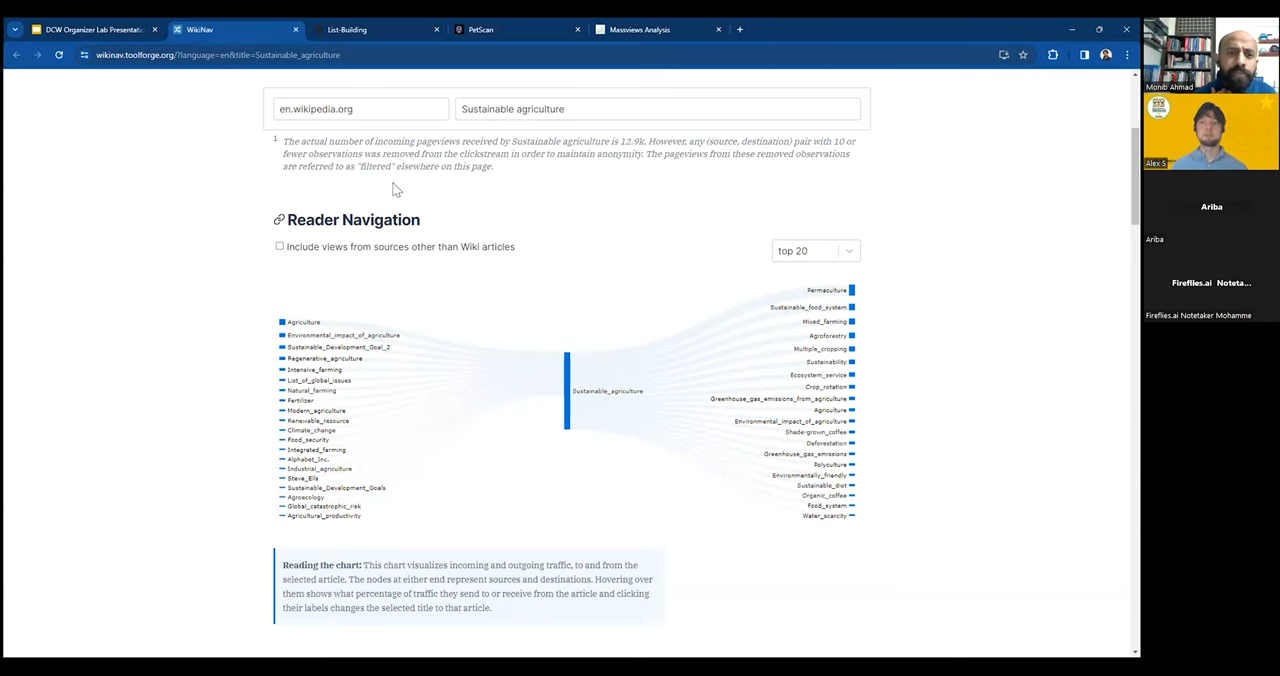 DCW Organizer Lab Presentati
WikiNav
List-Building
PetScan
Massviews Analysis
wikinav.toolforge.org/?language=en&title=Sustainable_agriculture
en.wikipedia.org
Sustainable agriculture
1 The actual number of incoming pageviews received by Sustainable agriculture is 12.9k. However, any (source, destination) pair with 10 or
fewer observations was removed from the clickstream in order to maintain anonymity. The pageviews from these removed observations
are referred to as "filtered" elsewhere on this page.
Reader Navigation
Include views from sources other than Wiki articles
top 20
Agriculture
Environmental_impact_of_agriculture
Sustainable_Development_Goal_2
Regenerative_agriculture
Intensive_farming
List_of_global_issues
Natural_farming
Fertilizer
Modern_agriculture
Renewable_resource
Climate_change
Food_security
Integrated_farming
Alphabet_Inc.
Industrial_agriculture
Steve_Ells
Sustainable_Development_Goals
Agroecology
Global_catastrophic_risk
Agricultural_productivity
Sustainable_agriculture
Permaculture
Sustainable_food_system
Mixed_farming
Agroforestry
Multiple_cropping
Sustainability
Ecosystem_service
Crop_rotation
Greenhouse_gas_emissions_from_agriculture
Agriculture
Environmental_impact_of_agriculture
Shade-grown_coffee
Deforestation
Greenhouse_gas_emissions
Polyculture
Environmentally_friendly
Sustainable_diet
Organic_coffee
Food_system
Water_scarcity
Reading the chart: This chart visualizes incoming and outgoing traffic, to and from the
selected article. The nodes at either end represent sources and destinations. Hovering over
them shows what percentage of traffic they send to or receive from the article and clicking
their labels changes the selected title to that article.
Monib Ahmad
Alex S
Ariba
Ariba
Fireflies.ai Noteta...
Fireflies.ai Notetaker Mohamme